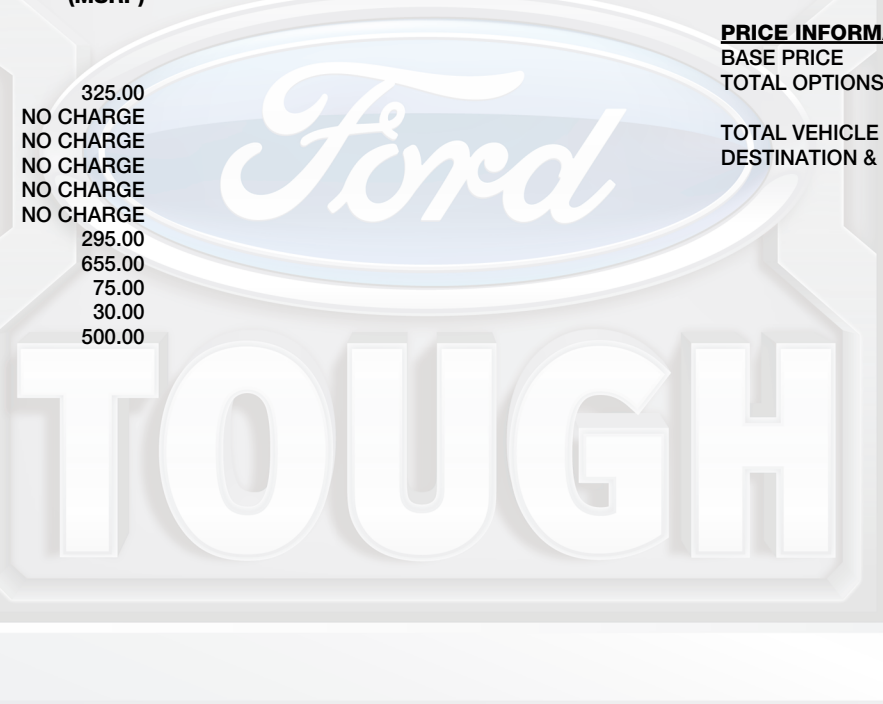 (MSRP)
325.00
NO CHARGE
NO CHARGE
NO CHARGE
NO CHARGE
NO CHARGE
295.00
655.00
75.00
30.00
500.00
PRICE INFORMA
BASE PRICE
TOTAL OPTIONS
TOTAL VEHICLE
DESTINATION &
Ford
TOUGH